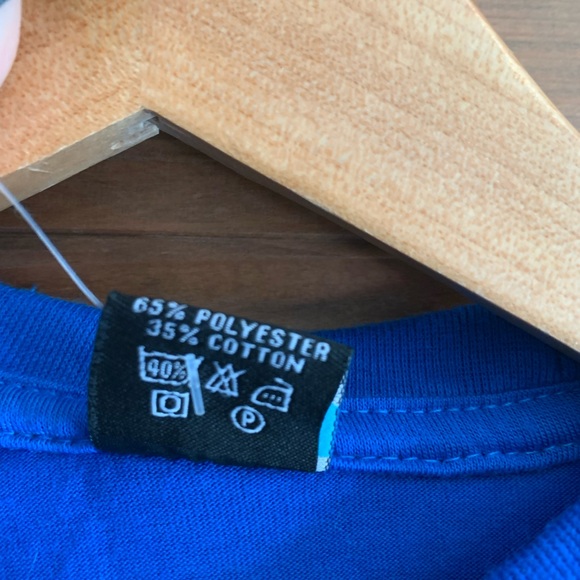 65% POLYESTER
35% COTTON
40%
P